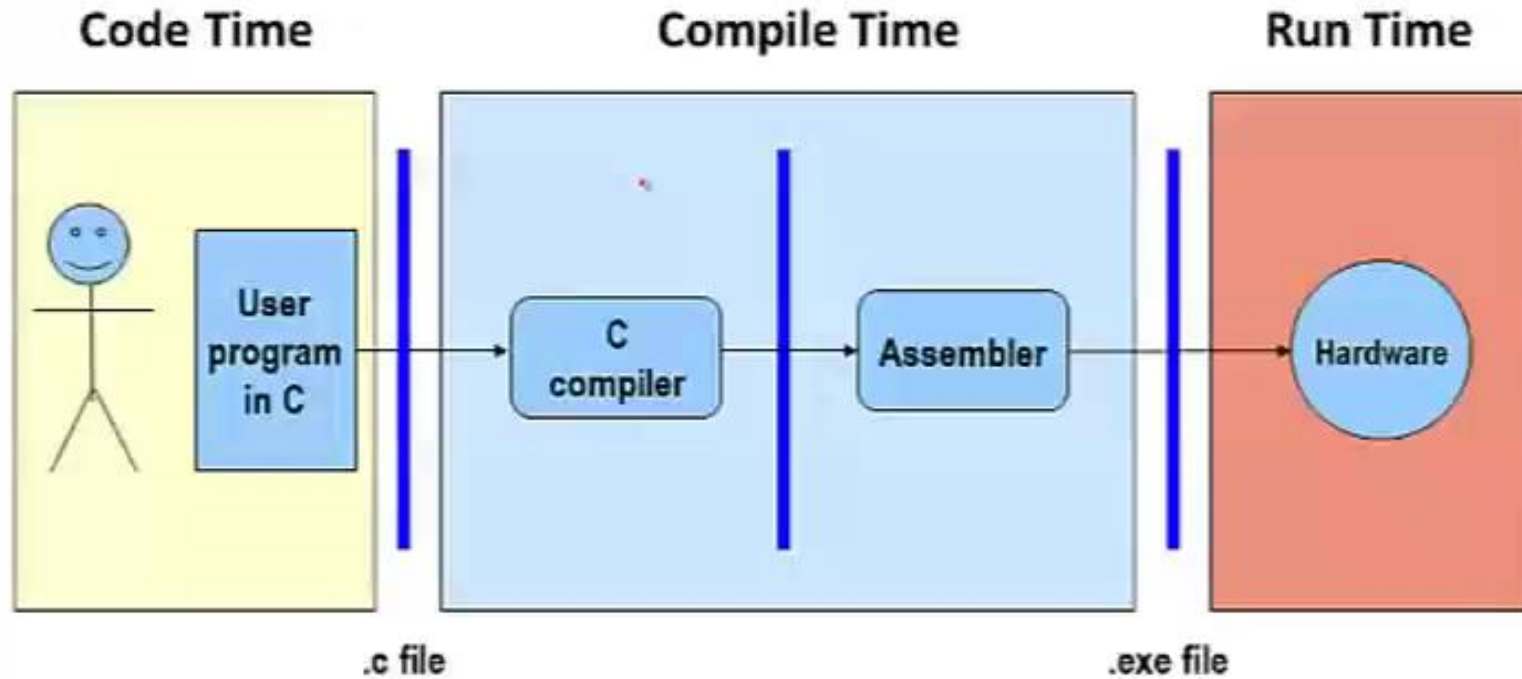 Code Time
Compile Time
Run Time
User
program
in C
C
compiler
Assembler
Hardware
.c file
.exe file